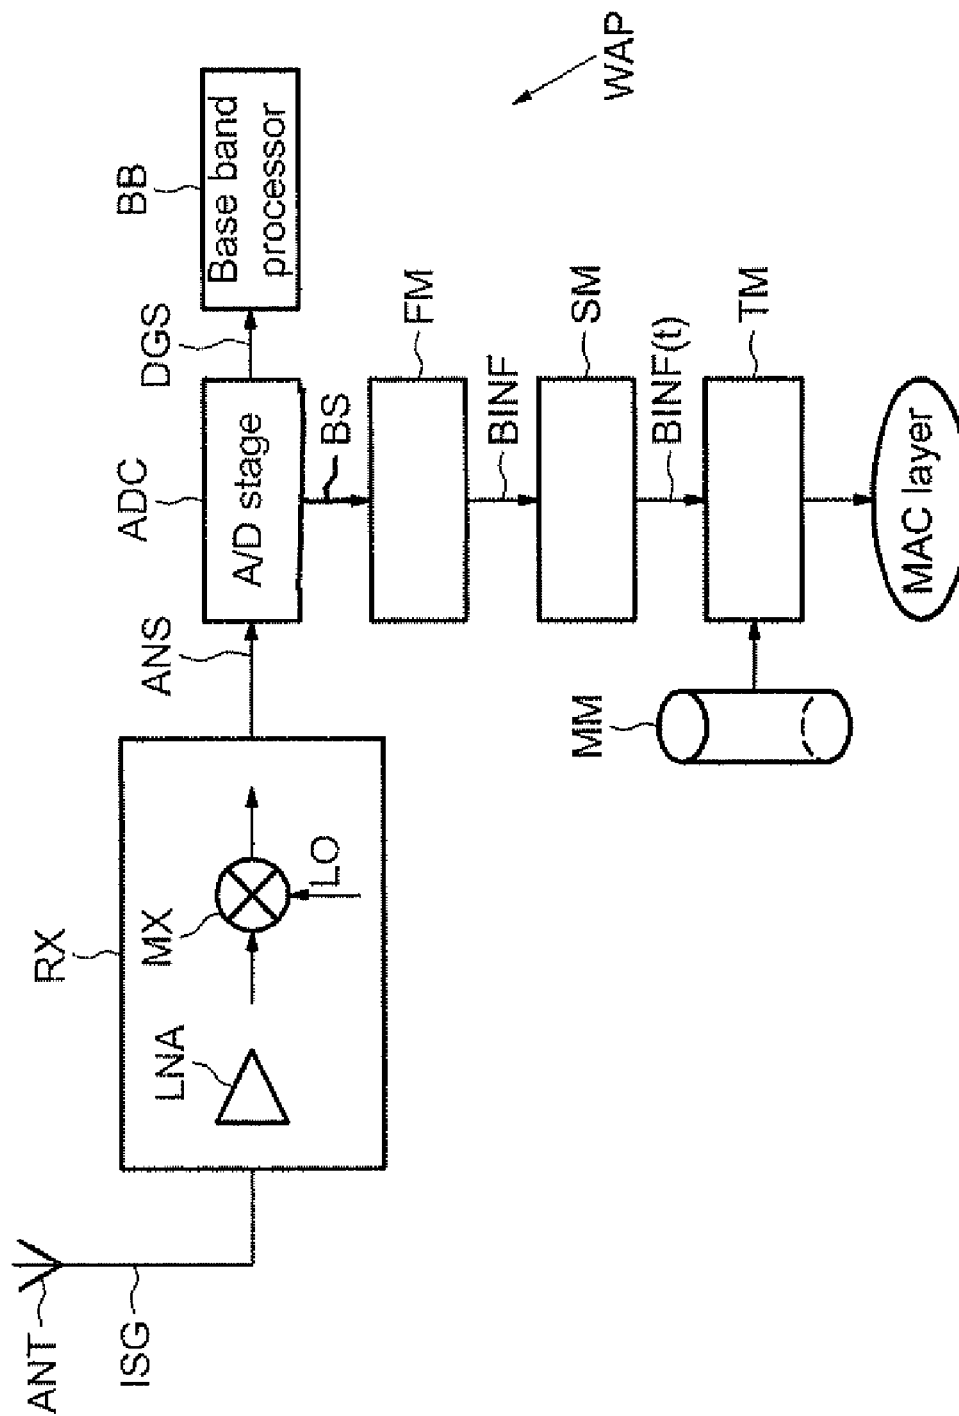 ANT
ISG
RX
LNA
MX
LO
ANS
ADC
A/D stage
DGS
BB
Base band
processor
BS
FM
BINF
SM
BINF(t)
TM
MM
MAC layer
WAP